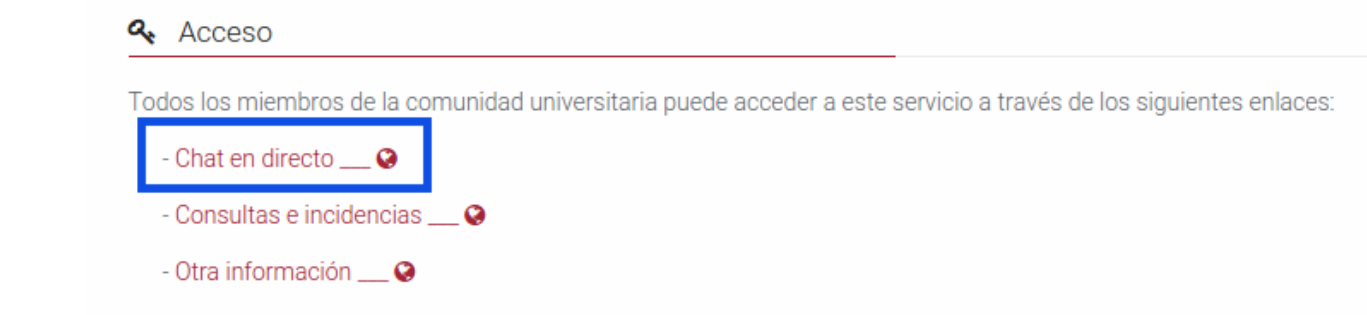 Acceso
Todos los miembros de la comunidad universitaria puede acceder a este servicio a través de los siguientes enlaces:
- Chat en directo ___
- Consultas e incidencias ___
- Otra información ___